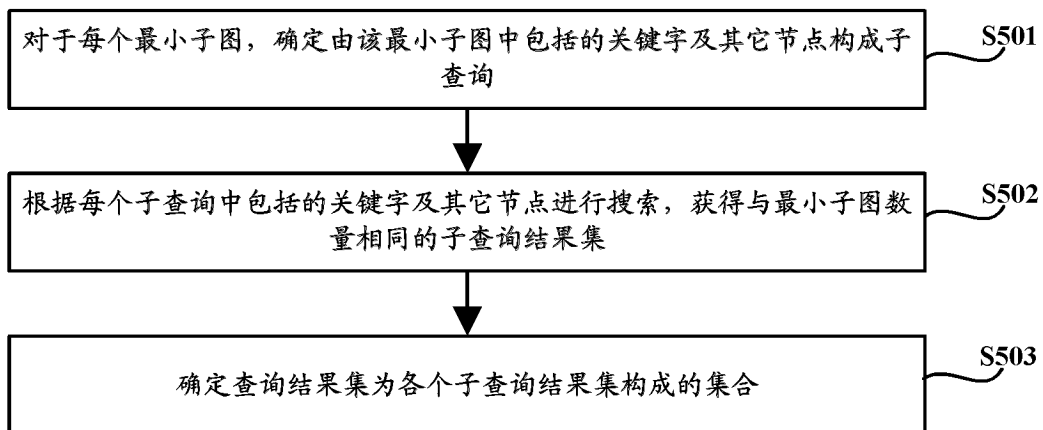 对于每个最小子图，确定由该最小子图中包括的关键字及其它节点构成子
查询
S501
根据每个子查询中包括的关键字及其它节点进行搜索，获得与最小子图数
量相同的子查询结果集
S502
确定查询结果集为各个子查询结果集构成的集合
S503